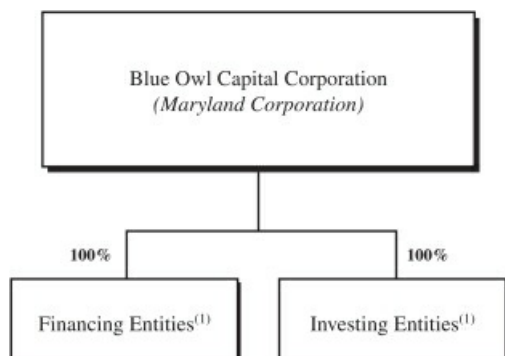 Blue Owl Capital Corporation
(Maryland Corporation)
100%
100%
Financing Entities(1)
Investing Entities(1)